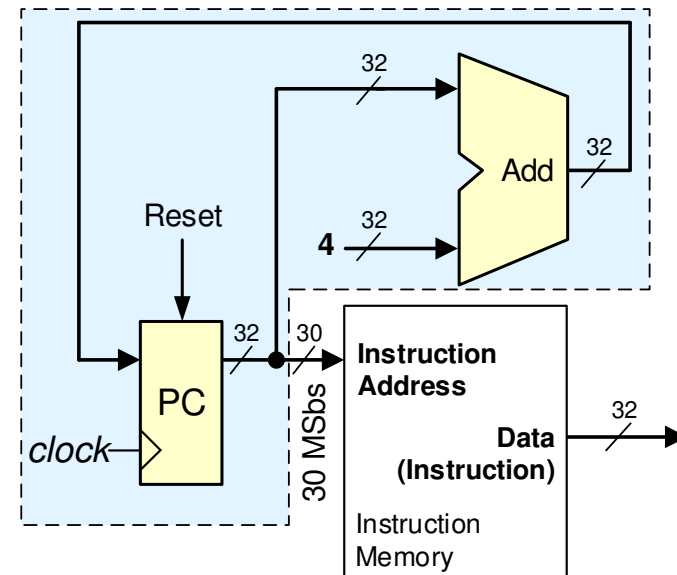 32
Add
32
Reset
4
32
32
30
PC
clock
30 MSbs
Instruction
Address
Data
(Instruction)
32
Instruction
Memory